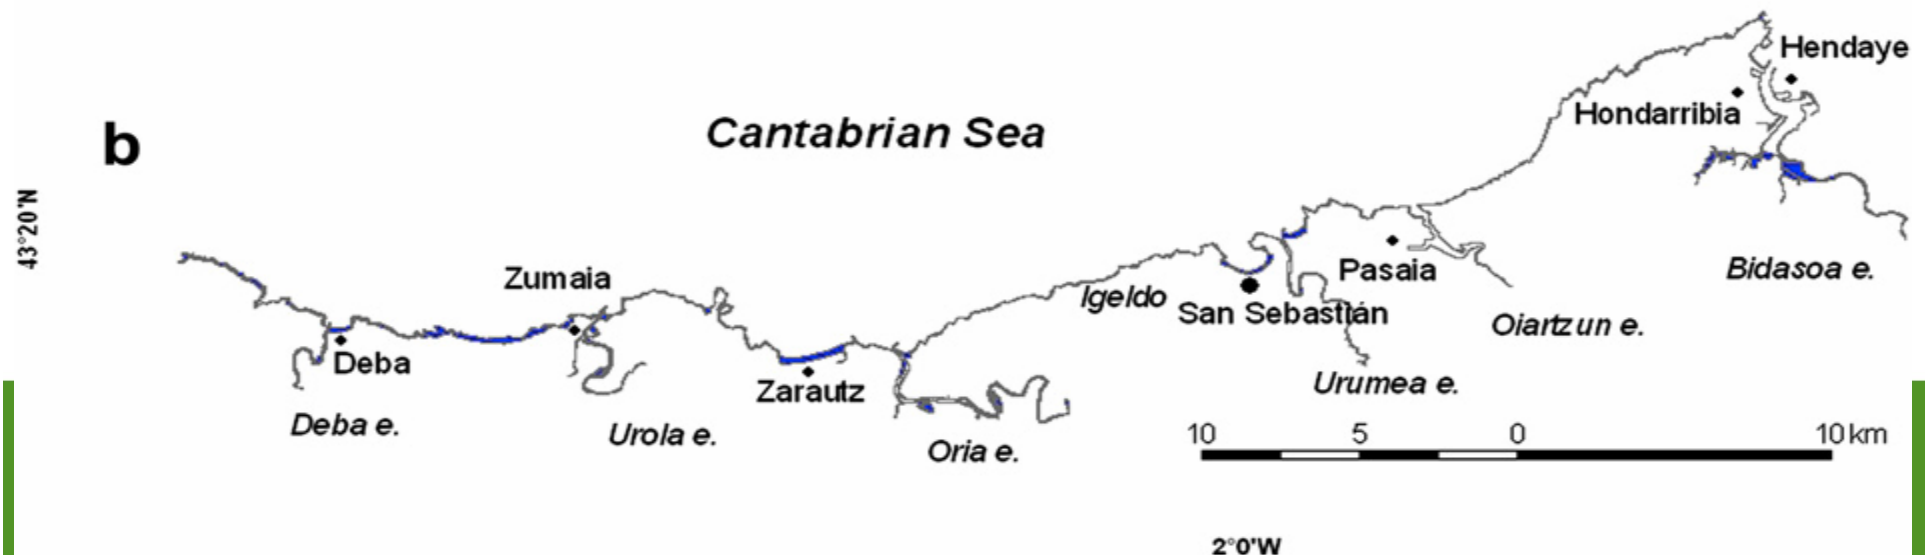 b
Cantabrian Sea
Hendaye
Hondarribia
43°20'N
Zumaia
Igeldo
San Sebastián
Pasaia
Bidasoa e.
Oiartzun e.
Deba
Zarautz
Urumea e.
Deba e.
Urola e.
Oria e.
10 5 0 10 km
2°0'W